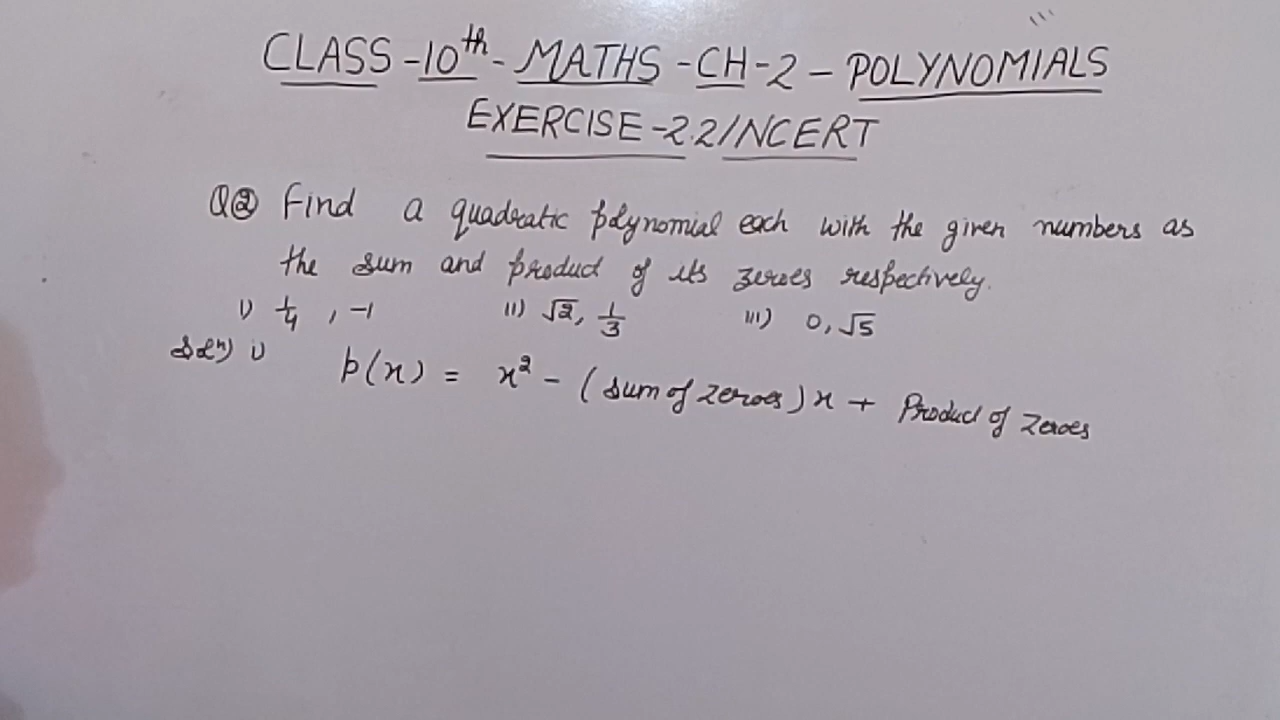 CLASS-10th-MATHS-CH-2-POLYNOMIALS
EXERCISE-2.2/NCERT
Q② Find a quadratic polynomial each with the given numbers as
the sum and product of its zeroes respectively.
i) 1/4, -1 ii) √2, 1/3 iii) 0, √5
Solⁿ) i) p(x) = x² - (sum of zeroes)x + Product of zeroes